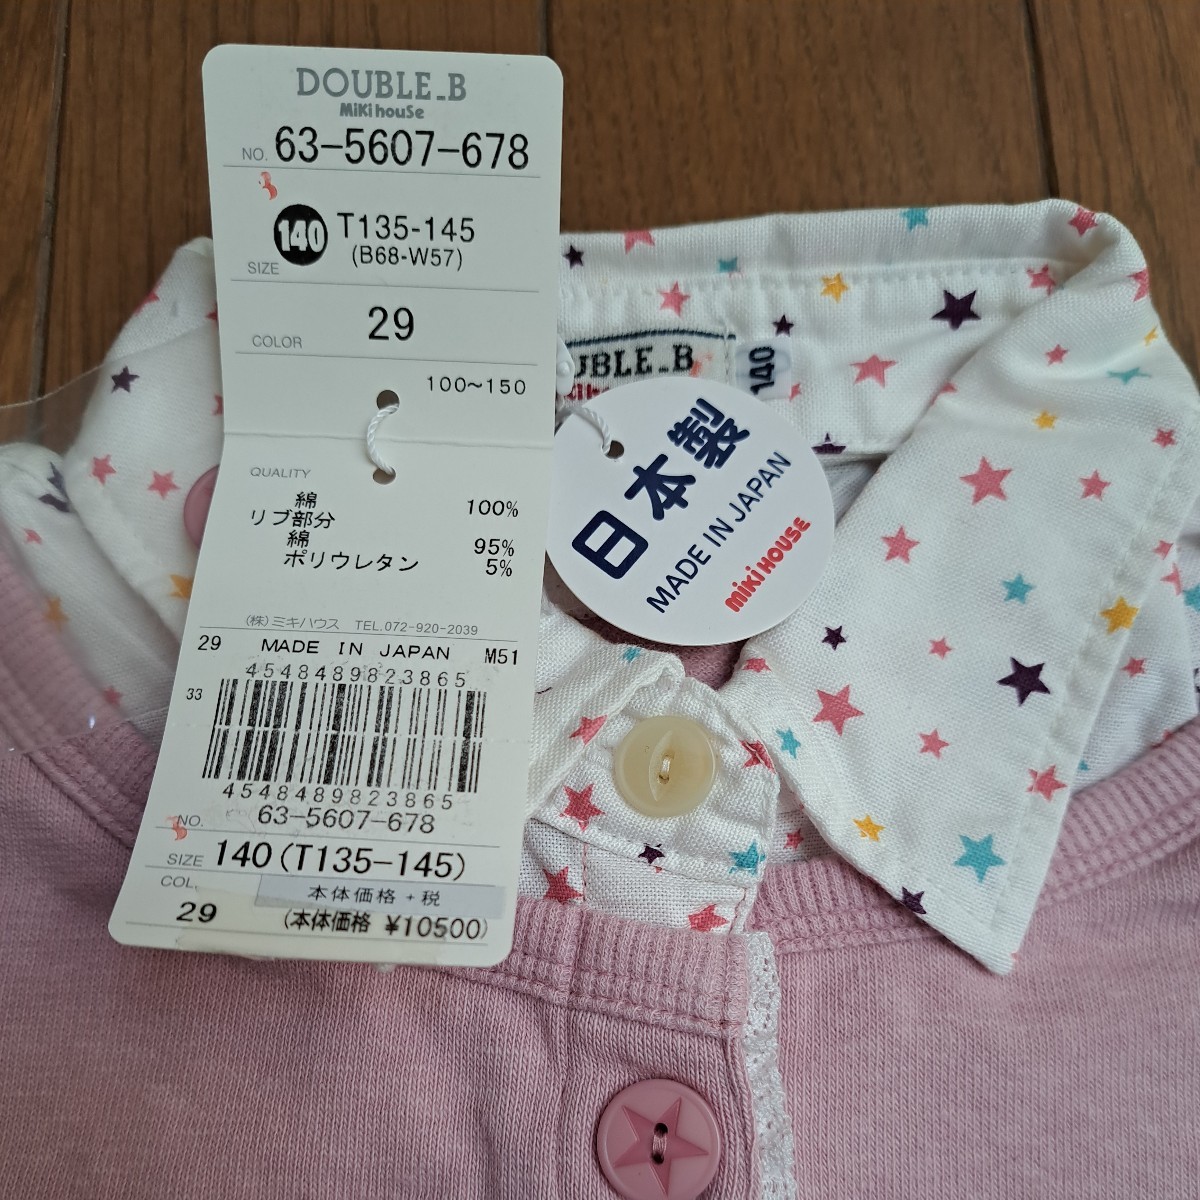 DOUBLE_B
MiKi houSe
NO. 63-5607-678
SIZE 140 T135-145
(B68-W57)
COLOR 29
100~150
QUALITY
綿 100%
リブ部分
綿 95%
ポリウレタン 5%
(株)ミキハウス TEL.072-920-2039
29 MADE IN JAPAN M51
4548489823865
33
4548489823865
NO. 63-5607-678
SIZE 140(T135-145)
COL. 29
本体価格+税
(本体価格 ¥10500)
UBLE_B
140
日本製
MADE IN JAPAN
miki HOUSE